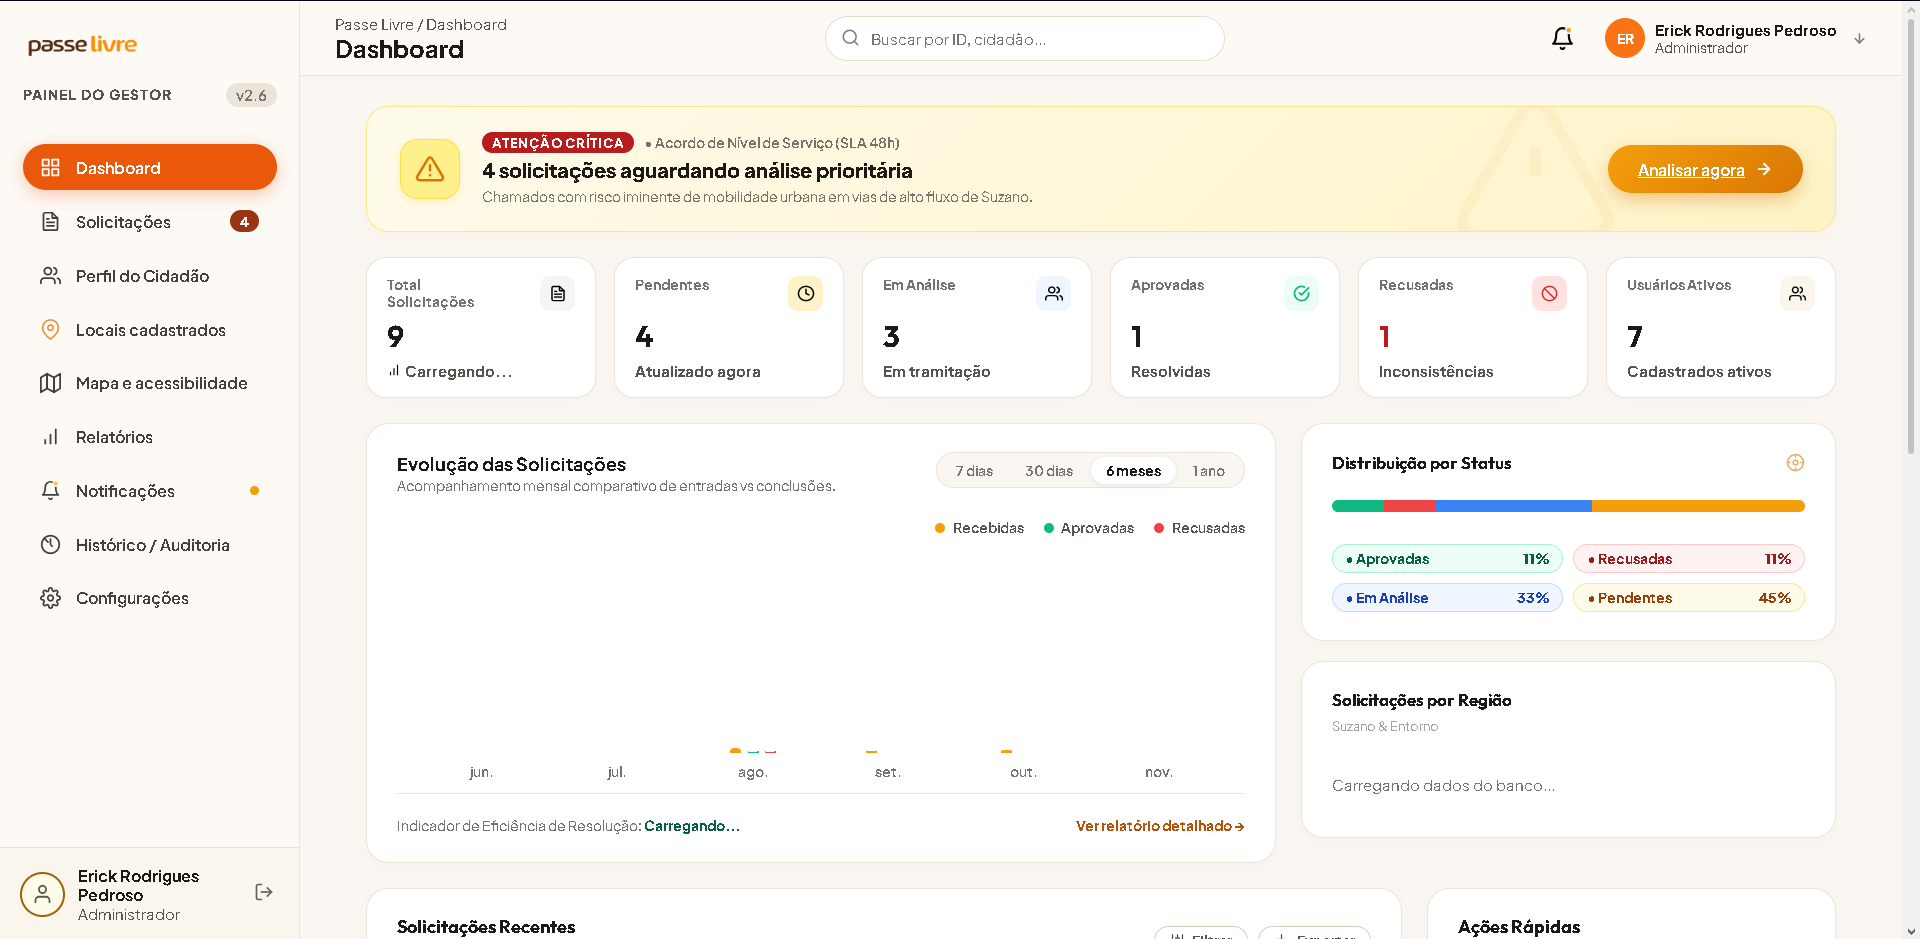 passe livre
PAINEL DO GESTOR
v2.6
Dashboard
Solicitações
4
Perfil do Cidadão
Locais cadastrados
Mapa e acessibilidade
Relatórios
Notificações
Histórico / Auditoria
Configurações
Erick Rodrigues
Pedroso
Administrador
Passe Livre / Dashboard
Dashboard
Buscar por ID, cidadão...
ER
Erick Rodrigues Pedroso
Administrador
ATENÇÃO CRÍTICA
• Acordo de Nível de Serviço (SLA 48h)
4 solicitações aguardando análise prioritária
Chamados com risco iminente de mobilidade urbana em vias de alto fluxo de Suzano.
Analisar agora
Total
Solicitações
9
Carregando...
Pendentes
4
Atualizado agora
Em Análise
3
Em tramitação
Aprovadas
1
Resolvidas
Recusadas
1
Inconsistências
Usuários Ativos
7
Cadastrados ativos
Evolução das Solicitações
Acompanhamento mensal comparativo de entradas vs conclusões.
7 dias
30 dias
6 meses
1 ano
Recebidas
Aprovadas
Recusadas
jun.
jul.
ago.
set.
out.
nov.
Indicador de Eficiência de Resolução: Carregando...
Ver relatório detalhado →
Distribuição por Status
• Aprovadas 11%
• Recusadas 11%
• Em Análise 33%
• Pendentes 45%
Solicitações por Região
Suzano & Entorno
Carregando dados do banco...
Solicitações Recentes
Filtrar
Exportar
Ações Rápidas